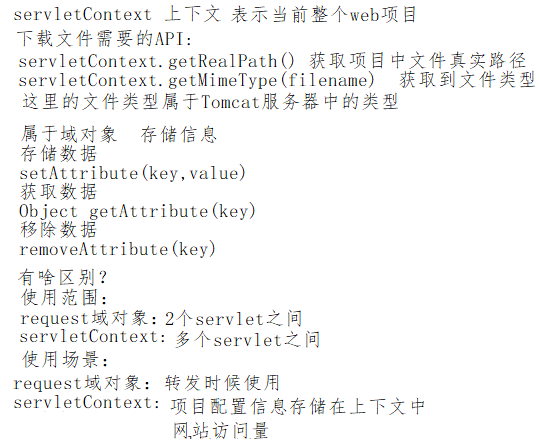 servletContext 上下文 表示当前整个web项目
下载文件需要的API:
servletContext.getRealPath() 获取项目中文件真实路径
servletContext.getMimeType(filename) 获取到文件类型
这里的文件类型属于Tomcat服务器中的类型
属于域对象 存储信息
存储数据
setAttribute(key,value)
获取数据
Object getAttribute(key)
移除数据
removeAttribute(key)
有啥区别?
使用范围:
request域对象: 2个servlet之间
servletContext: 多个servlet之间
使用场景:
request域对象: 转发时候使用
servletContext: 项目配置信息存储在上下文中
网站访问量